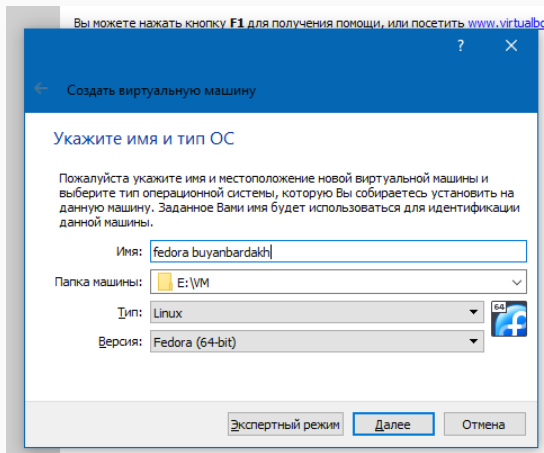 Вы можете нажать кнопку F1 для получения помощи, или посетить www.virtualbo
?
Создать виртуальную машину
Укажите имя и тип ОС
Пожалуйста укажите имя и местоположение новой виртуальной машины и
выберите тип операционной системы, которую Вы собираетесь установить на
данную машину. Заданное Вами имя будет использоваться для идентификации
данной машины.
Имя: fedora buyanbardakh
Папка машины: E:\VM
Тип: Linux
64
Версия: Fedora (64-bit)
Экспертный режим Далее Отмена